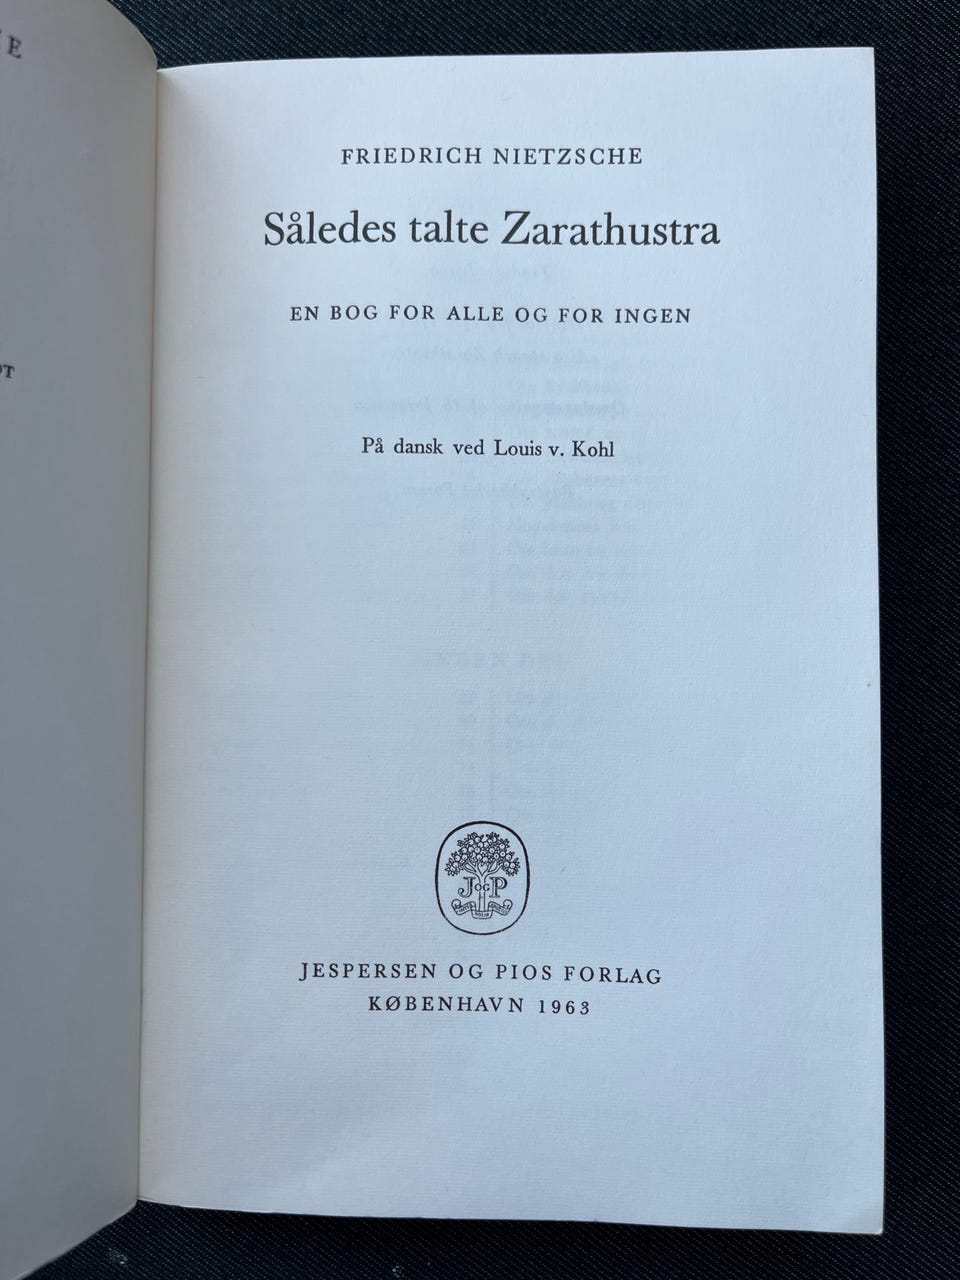 FRIEDRICH NIETZSCHE
Således talte Zarathustra
EN BOG FOR ALLE OG FOR INGEN
På dansk ved Louis v. Kohl
J OG P
JESPERSEN OG PIOS FORLAG
KØBENHAVN 1963